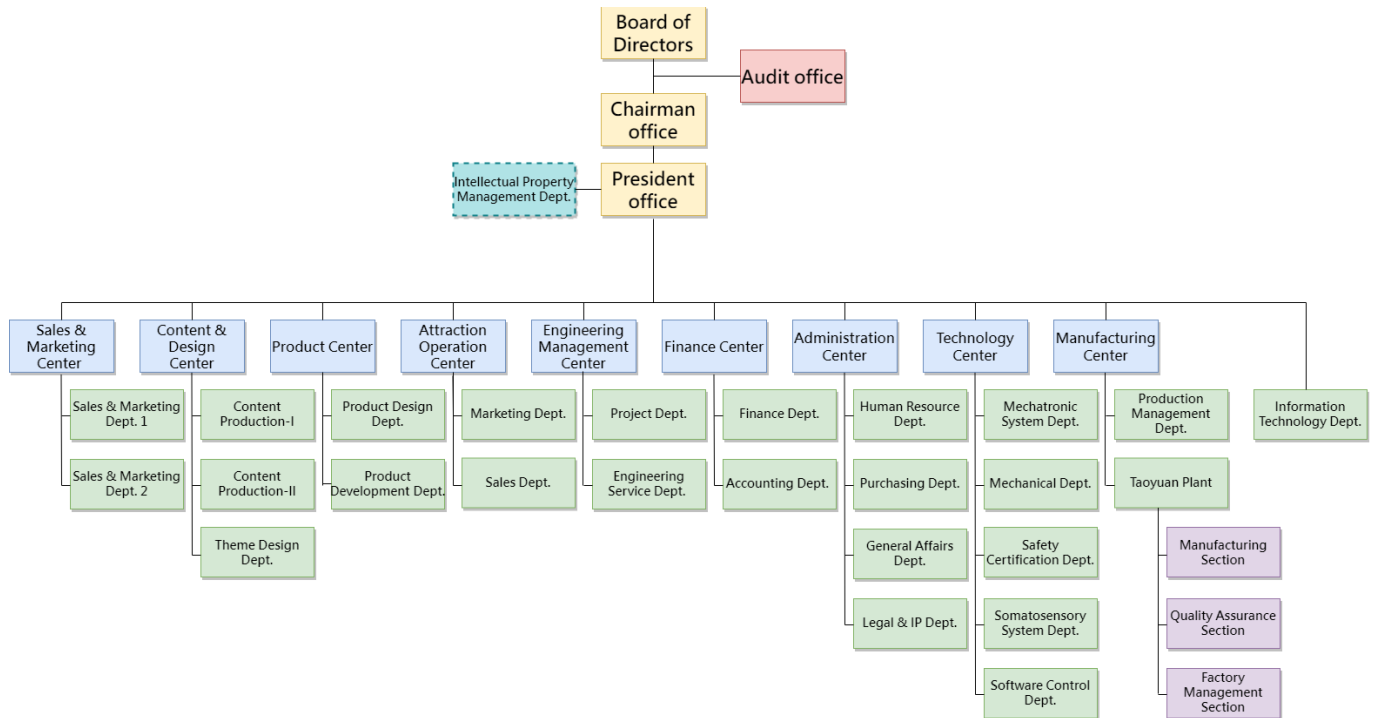 Board of
Directors
Audit office
Chairman
office
Intellectual Property
Management Dept.
President
office
Sales &
Marketing
Center
Content &
Design
Center
Product Center
Attraction
Operation
Center
Engineering
Management
Center
Finance Center
Administration
Center
Technology
Center
Manufacturing
Center
Sales & Marketing
Dept. 1
Content
Production-I
Product Design
Dept.
Marketing Dept.
Project Dept.
Finance Dept.
Human Resource
Dept.
Mechatronic
System Dept.
Production
Management
Dept.
Information
Technology Dept.
Sales & Marketing
Dept. 2
Content
Production-II
Product
Development Dept.
Sales Dept.
Engineering
Service Dept.
Accounting Dept.
Purchasing Dept.
Mechanical Dept.
Taoyuan Plant
Theme Design
Dept.
General Affairs
Dept.
Safety
Certification Dept.
Manufacturing
Section
Legal & IP Dept.
Somatosensory
System Dept.
Quality Assurance
Section
Software Control
Dept.
Factory
Management
Section